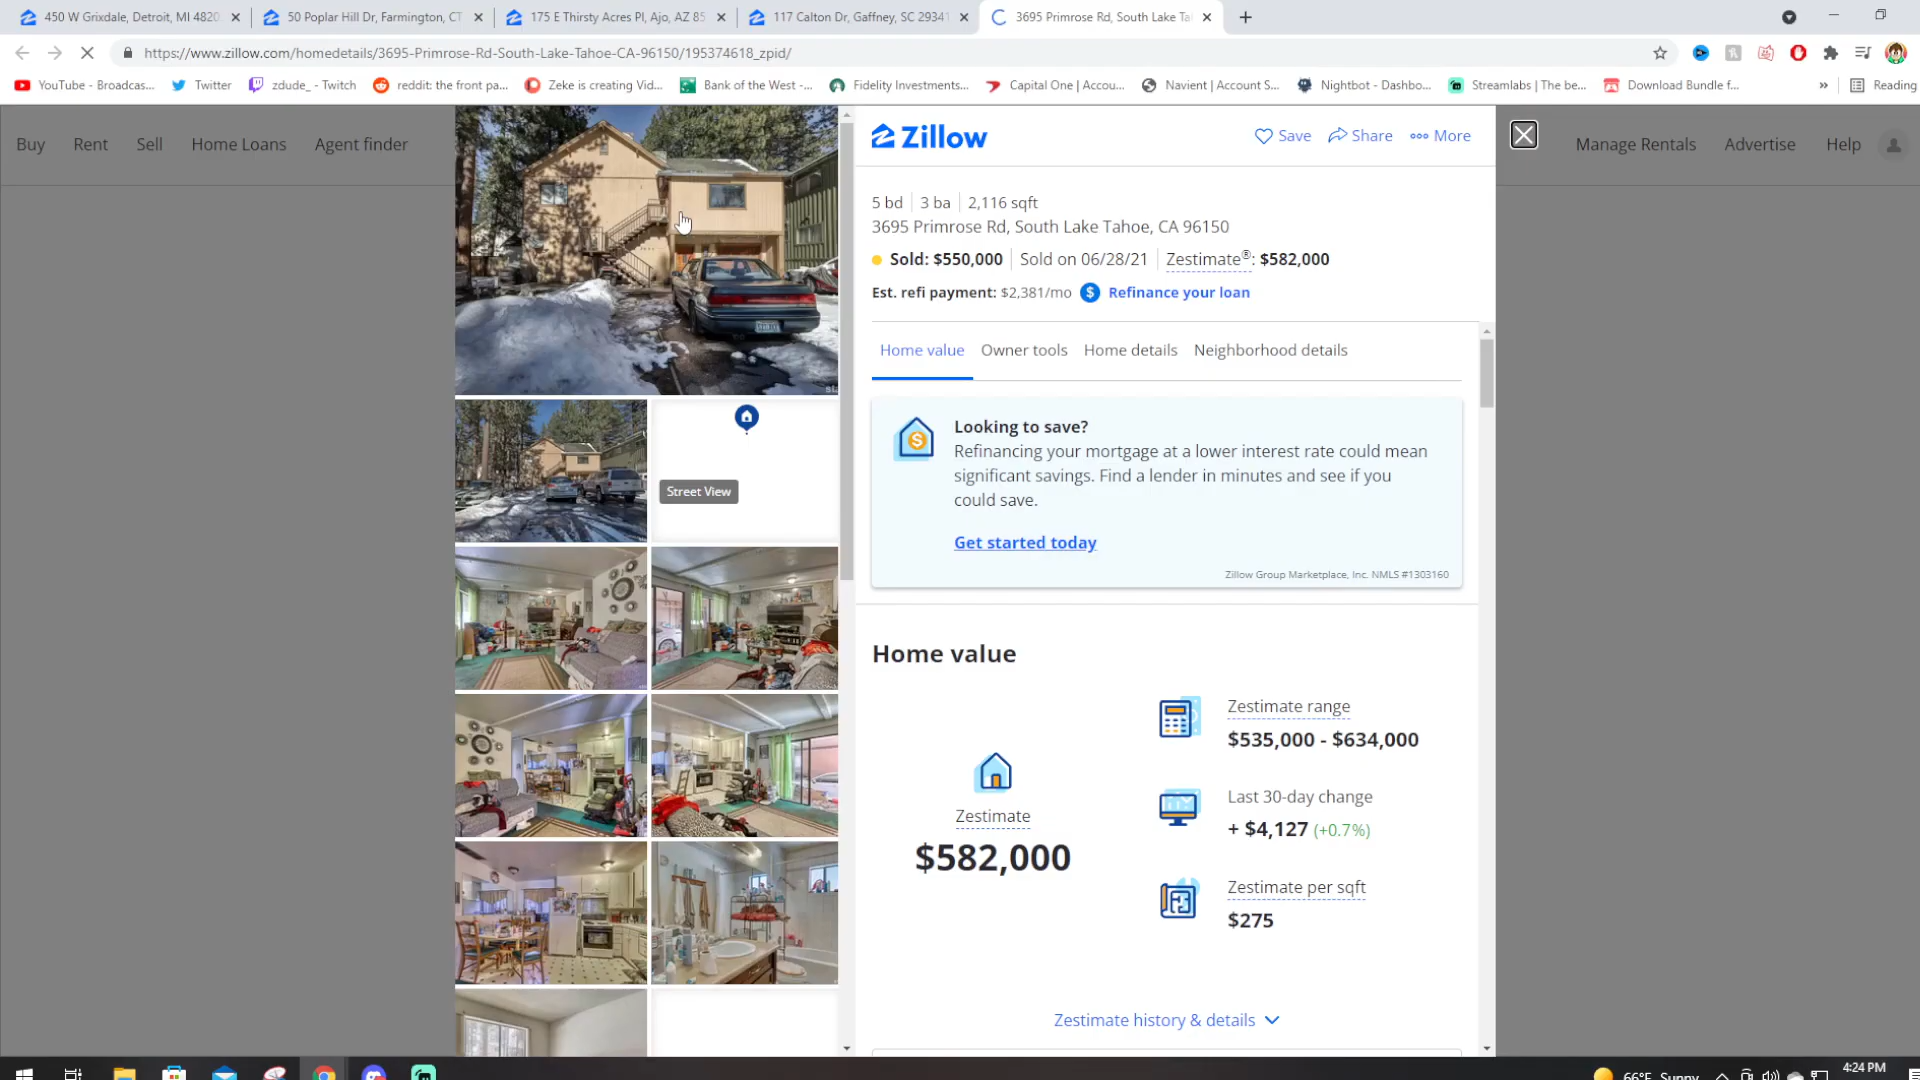 450 W Grixdale, Detroit, MI 4820
50 Poplar Hill Dr, Farmington, CT
175 E Thirsty Acres Pl, Ajo, AZ 85
117 Calton Dr, Gaffney, SC 29341
3695 Primrose Rd, South Lake Ta
https://www.zillow.com/homedetails/3695-Primrose-Rd-South-Lake-Tahoe-CA-96150/195374618_zpid/
YouTube - Broadcas...
Twitter
zdude_ - Twitch
reddit: the front pa...
Zeke is creating Vid...
Bank of the West -...
Fidelity Investments...
Capital One | Accou...
Navient | Account S...
Nightbot - Dashbo...
Streamlabs | The be...
Download Bundle f...
»
Reading
Buy
Rent
Sell
Home Loans
Agent finder
Zillow
Save
Share
More
Manage Rentals
Advertise
Help
5 bd
3 ba
2,116 sqft
3695 Primrose Rd, South Lake Tahoe, CA 96150
Sold: $550,000
Sold on 06/28/21
Zestimate®: $582,000
Est. refi payment: $2,381/mo
$
Refinance your loan
Home value
Owner tools
Home details
Neighborhood details
Looking to save?
Refinancing your mortgage at a lower interest rate could mean
significant savings. Find a lender in minutes and see if you
could save.
Get started today
Zillow Group Marketplace, Inc. NMLS #1303160
Street View
Home value
Zestimate
$582,000
Zestimate range
$535,000 - $634,000
Last 30-day change
+ $4,127 (+0.7%)
Zestimate per sqft
$275
Zestimate history & details
66°F Sunny
4:24 PM